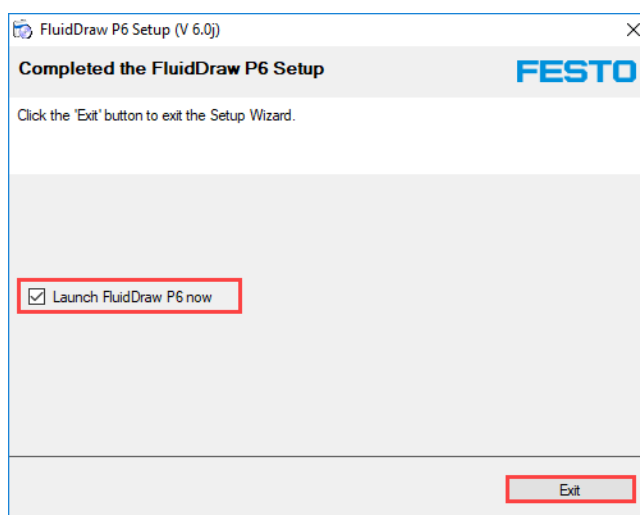 FluidDraw P6 Setup (V 6.0j)
Completed the FluidDraw P6 Setup
FESTO
Click the 'Exit' button to exit the Setup Wizard.
Launch FluidDraw P6 now
Exit